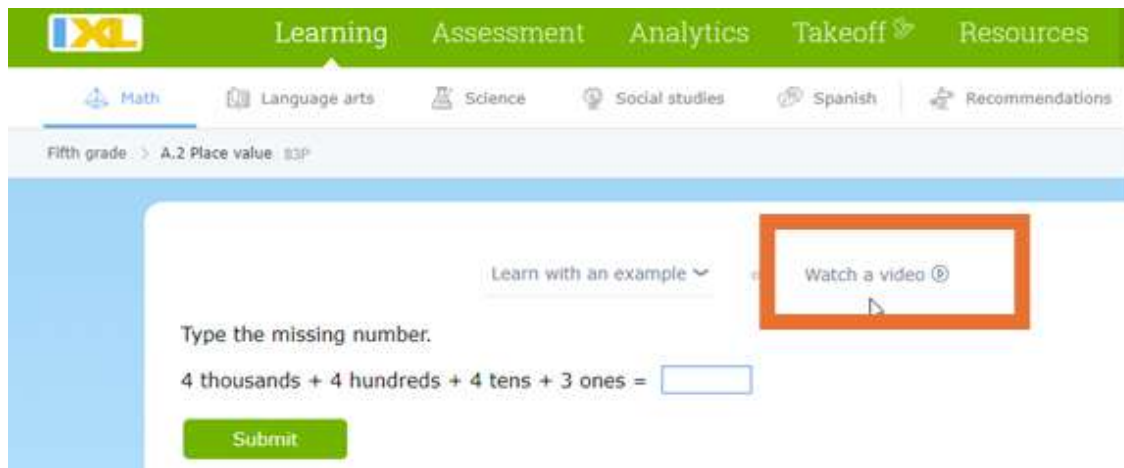 IXL Learning Assessment Analytics Takeoff Resources
Math Language arts Science Social studies Spanish Recommendations
Fifth grade > A.2 Place value B3P
Learn with an example Watch a video
Type the missing number.
4 thousands + 4 hundreds + 4 tens + 3 ones =
Submit